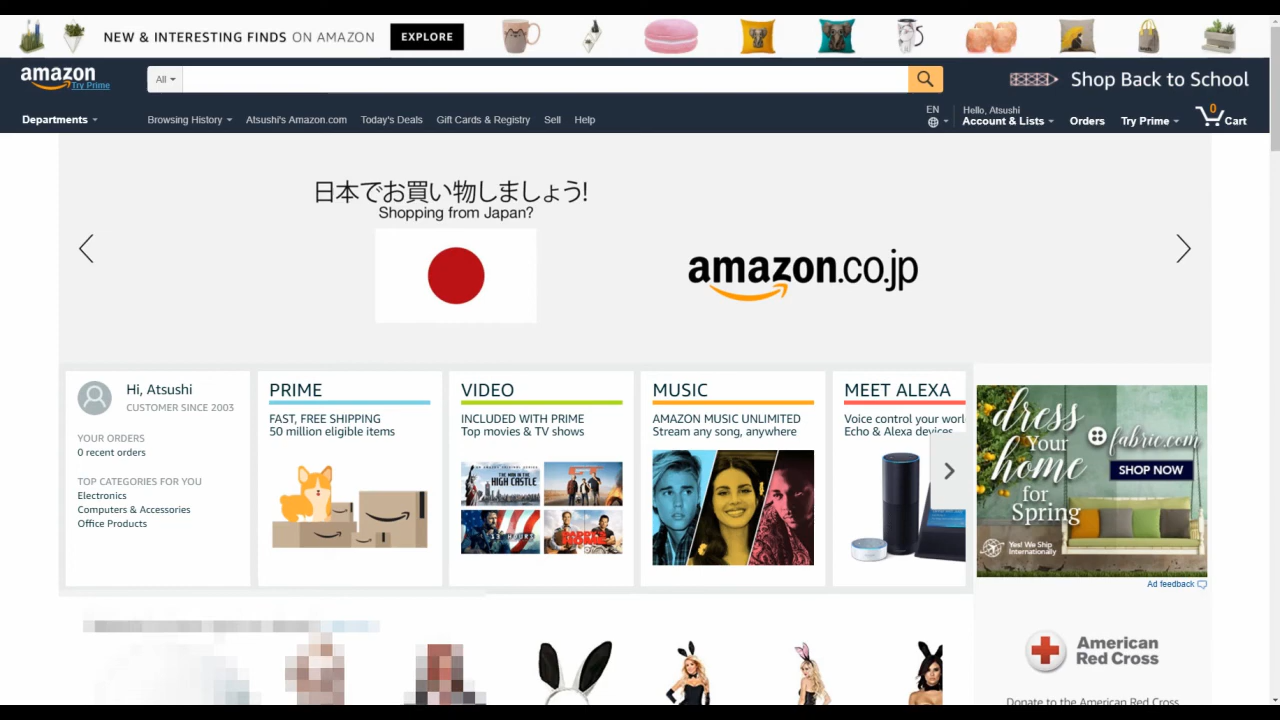 NEW & INTERESTING FINDS ON AMAZON EXPLORE
amazon
Try Prime
All
Shop Back to School
Departments
Browsing History
Atsushi's Amazon.com
Today's Deals
Gift Cards & Registry
Sell
Help
EN
Hello, Atsushi
Account & Lists
Orders
Try Prime
0
Cart
日本でお買い物しましょう!
Shopping from Japan?
amazon.co.jp
Hi, Atsushi
CUSTOMER SINCE 2003
YOUR ORDERS
0 recent orders
TOP CATEGORIES FOR YOU
Electronics
Computers & Accessories
Office Products
PRIME
FAST, FREE SHIPPING
50 million eligible items
VIDEO
INCLUDED WITH PRIME
Top movies & TV shows
HIGH CASTLE
13 HOURS
MUSIC
AMAZON MUSIC UNLIMITED
Stream any song, anywhere
MEET ALEXA
Voice control your worl
Echo & Alexa devices
dress
Your
home
for
Spring
fabric.com
SHOP NOW
Yes! We Ship
Internationally
Ad feedback
American
Red Cross
Donate to the American Red Cross